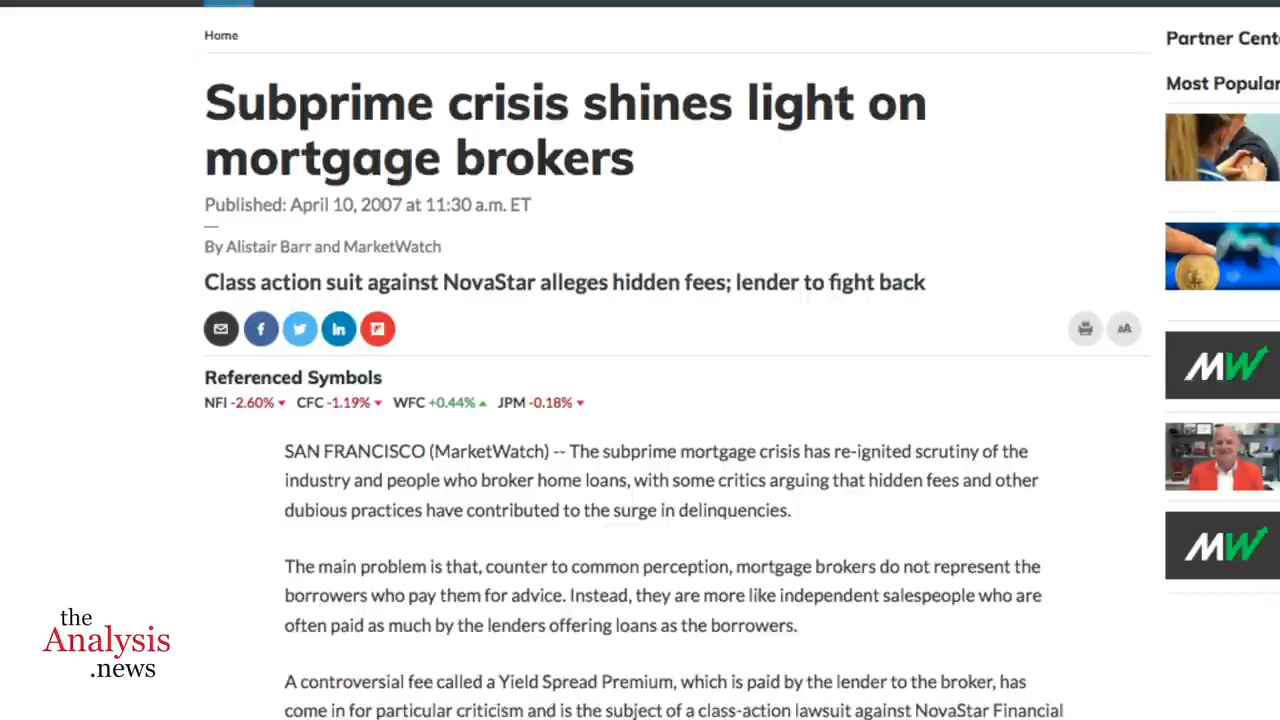 Home
Subprime crisis shines light on
mortgage brokers
Published: April 10, 2007 at 11:30 a.m. ET
By Alistair Barr and MarketWatch
Class action suit against NovaStar alleges hidden fees; lender to fight back
in
AA
Referenced Symbols
NFI -2.60% CFC -1.19% WFC +0.44% JPM -0.18%
SAN FRANCISCO (MarketWatch) -- The subprime mortgage crisis has re-ignited scrutiny of the
industry and people who broker home loans, with some critics arguing that hidden fees and other
dubious practices have contributed to the surge in delinquencies.
The main problem is that, counter to common perception, mortgage brokers do not represent the
borrowers who pay them for advice. Instead, they are more like independent salespeople who are
often paid as much by the lenders offering loans as the borrowers.
A controversial fee called a Yield Spread Premium, which is paid by the lender to the broker, has
come in for particular criticism and is the subject of a class-action lawsuit against NovaStar Financial
Partner Cent
Most Popular
MW
MW
the
Analysis
.news